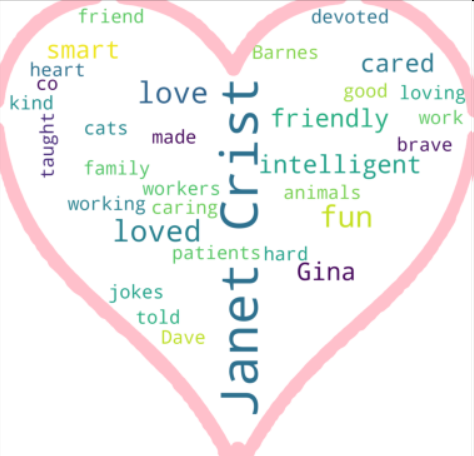 friend
devoted
smart
Barnes
heart
cared
co
love
good
loving
kind
friendly
work
taught
cats
made
brave
family
intelligent
workers
animals
working
caring
fun
loved
patients
hard
Gina
jokes
told
Dave
Janet Crist